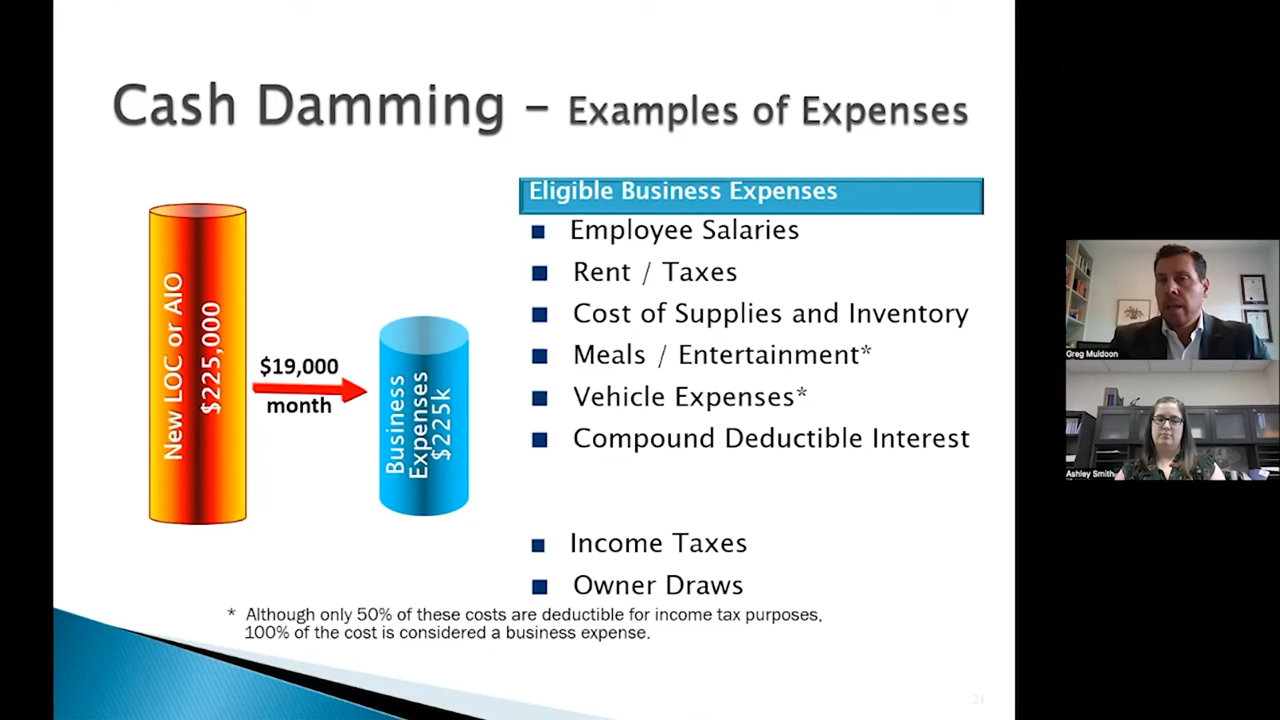 Cash Damming – Examples of Expenses
New LOC or AIO
$225,000
$19,000
month
Business
Expenses
$225k
Eligible Business Expenses
Employee Salaries
Rent / Taxes
Cost of Supplies and Inventory
Meals / Entertainment*
Vehicle Expenses*
Compound Deductible Interest
Income Taxes
Owner Draws
* Although only 50% of these costs are deductible for income tax purposes,
100% of the cost is considered a business expense.
21
Greg Muldoon
Ashley Smith